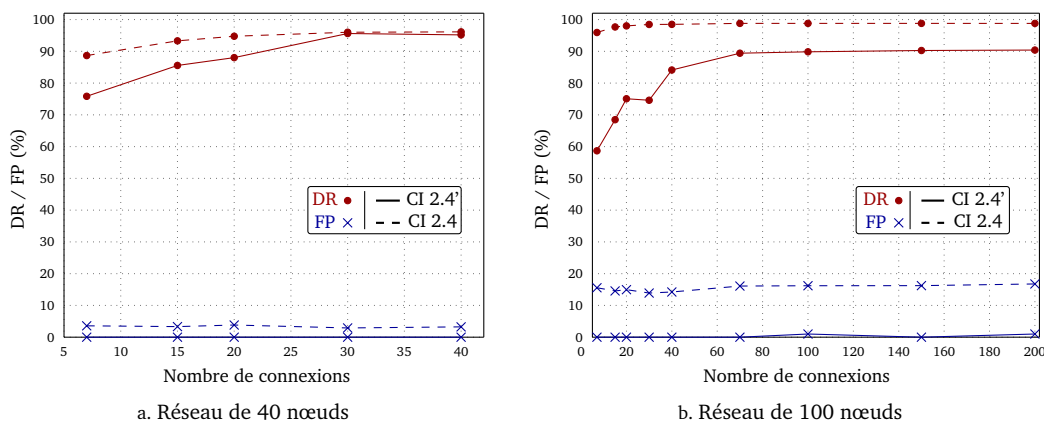 100
90
80
70
60
50
40
30
20
10
0
DR / FP (%)
5
10
15
20
25
30
35
40
Nombre de connexions
DR
CI 2.4'
FP
CI 2.4
a. Réseau de 40 nœuds
100
90
80
70
60
50
40
30
20
10
0
DR / FP (%)
0
20
40
60
80
100
120
140
160
180
200
Nombre de connexions
DR
CI 2.4'
FP
CI 2.4
b. Réseau de 100 nœuds